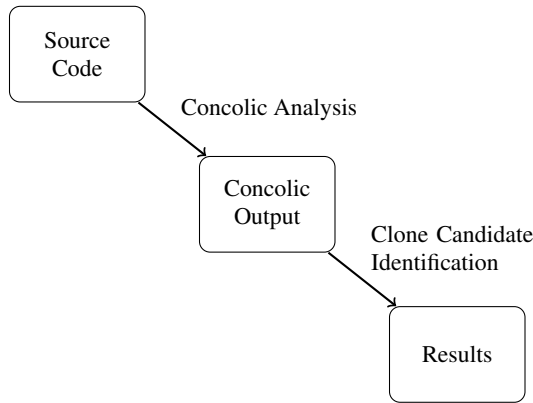 Source
Code
Concolic Analysis
Concolic
Output
Clone Candidate
Identification
Results